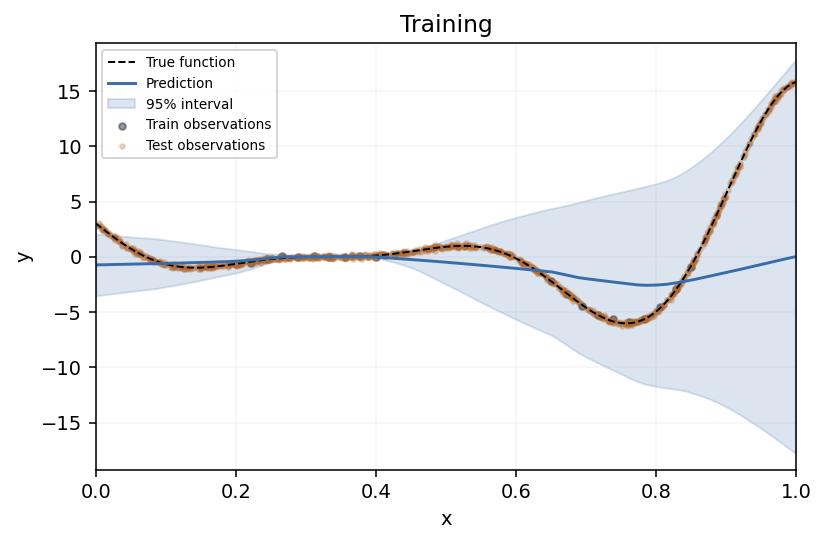 Training
True function
Prediction
95% interval
Train observations
Test observations
y
15
10
5
0
−5
−10
−15
0.0 0.2 0.4 0.6 0.8 1.0
x